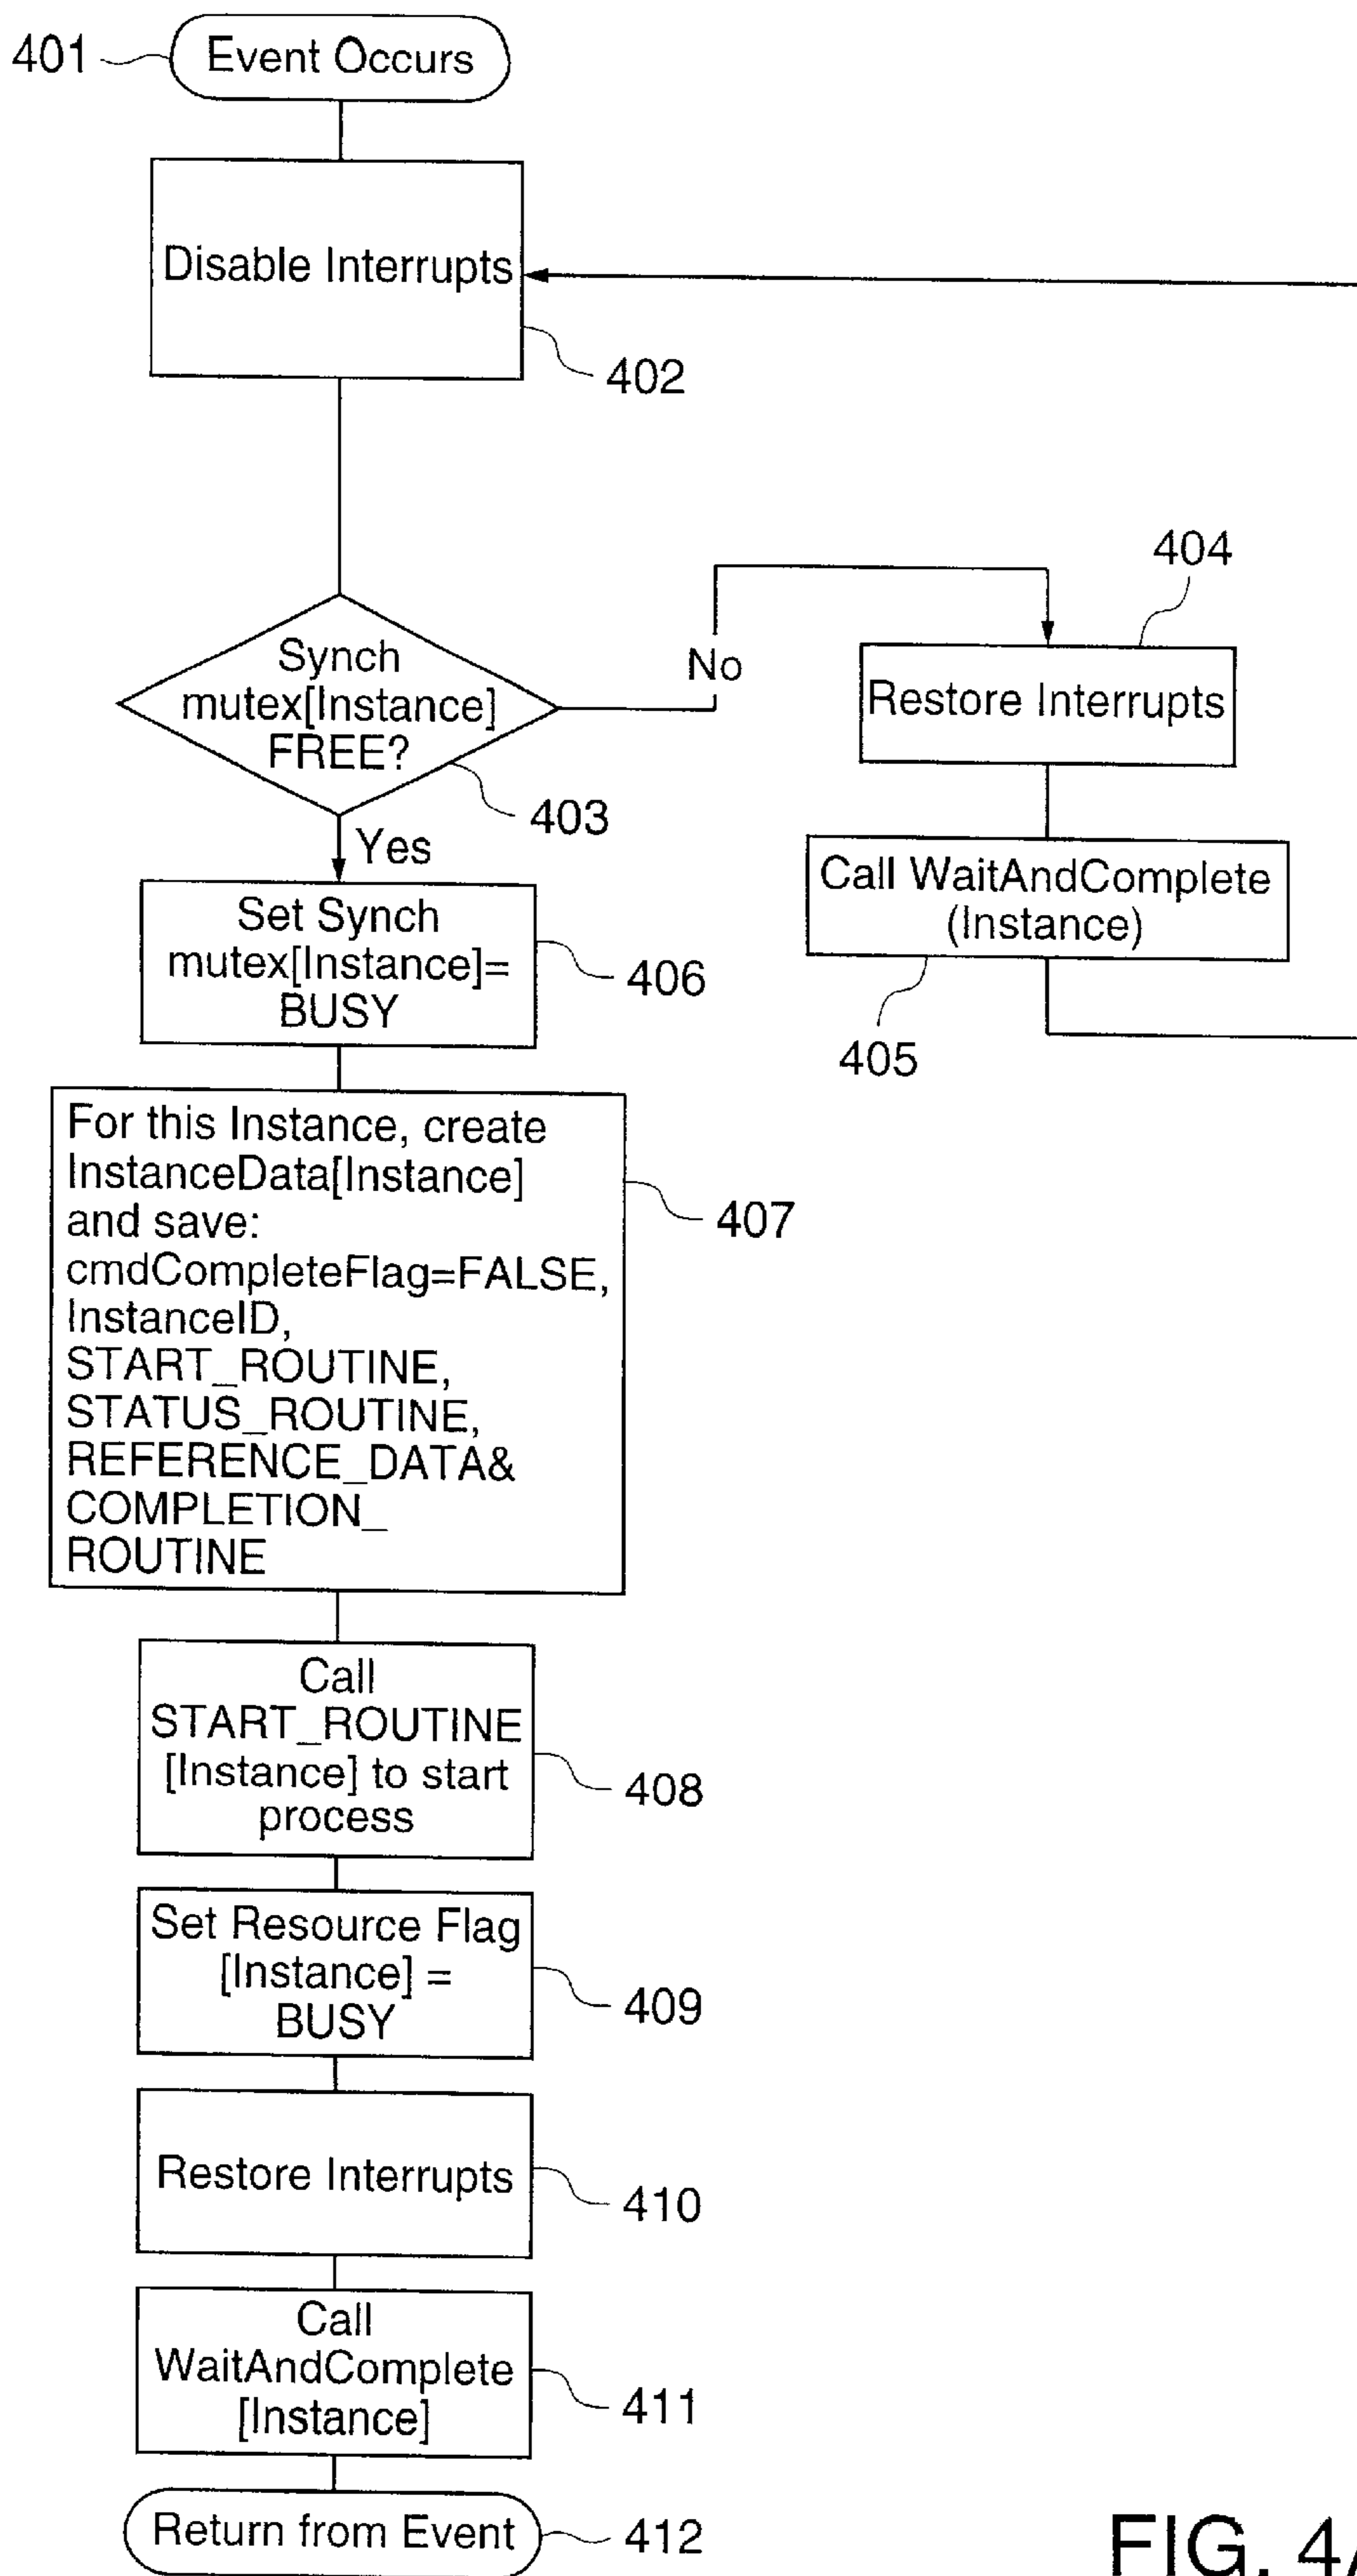 401
Event Occurs
Disable Interrupts
402
Synch
mutex[Instance]
FREE?
403
No
404
Restore Interrupts
Call WaitAndComplete
(Instance)
405
Yes
Set Synch
mutex[Instance]=
BUSY
406
For this Instance, create
InstanceData[Instance]
and save:
cmdCompleteFlag=FALSE,
InstanceID,
START_ROUTINE,
STATUS_ROUTINE,
REFERENCE_DATA&
COMPLETION_
ROUTINE
407
Call
START_ROUTINE
[Instance] to start
process
408
Set Resource Flag
[Instance] =
BUSY
409
Restore Interrupts
410
Call
WaitAndComplete
[Instance]
411
Return from Event
412
FIG. 4A